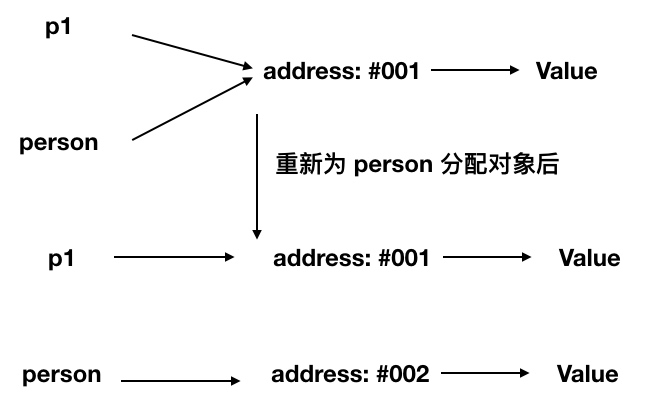 p1
address: #001 Value
person
重新为 person 分配对象后
p1 address: #001 Value
person address: #002 Value